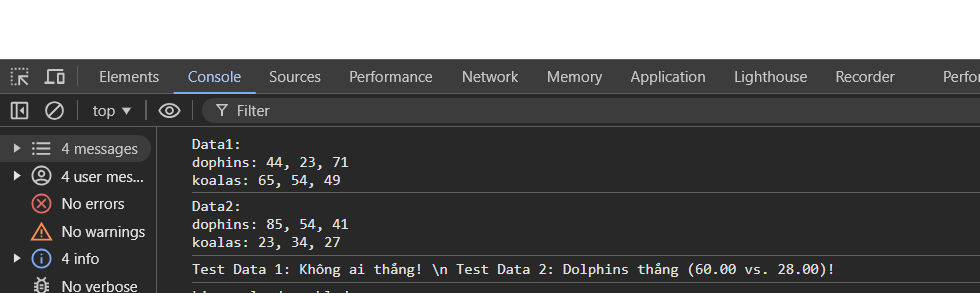 Elements Console Sources Performance Network Memory Application Lighthouse Recorder Perfor
top Filter
4 messages
4 user mes...
No errors
No warnings
4 info
No verbose
Data1:
dophins: 44, 23, 71
koalas: 65, 54, 49
Data2:
dophins: 85, 54, 41
koalas: 23, 34, 27
Test Data 1: Không ai thắng! \n Test Data 2: Dolphins thắng (60.00 vs. 28.00)!